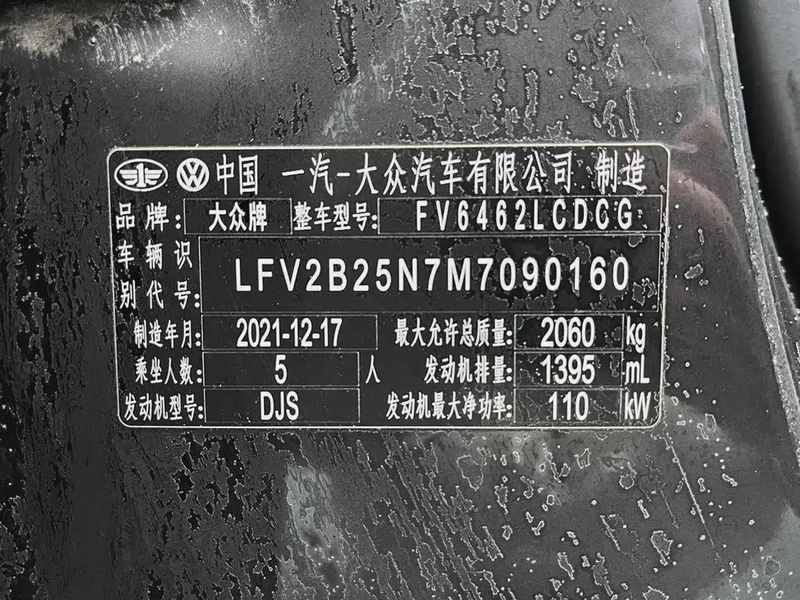 中国 一汽-大众汽车有限公司 制造
品牌: 大众牌 整车型号: FV6462LCDCG
车辆识别代号: LFV2B25N7M7090160
制造年月: 2021-12-17 最大允许总质量: 2060 kg
乘坐人数: 5 人 发动机排量: 1395 mL
发动机型号: DJS 发动机最大净功率: 110 kW